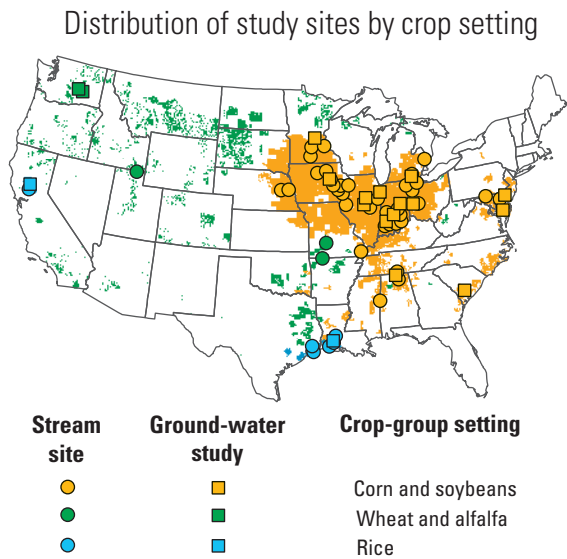 Distribution of study sites by crop setting
Stream site
Ground-water study
Crop-group setting
Corn and soybeans
Wheat and alfalfa
Rice